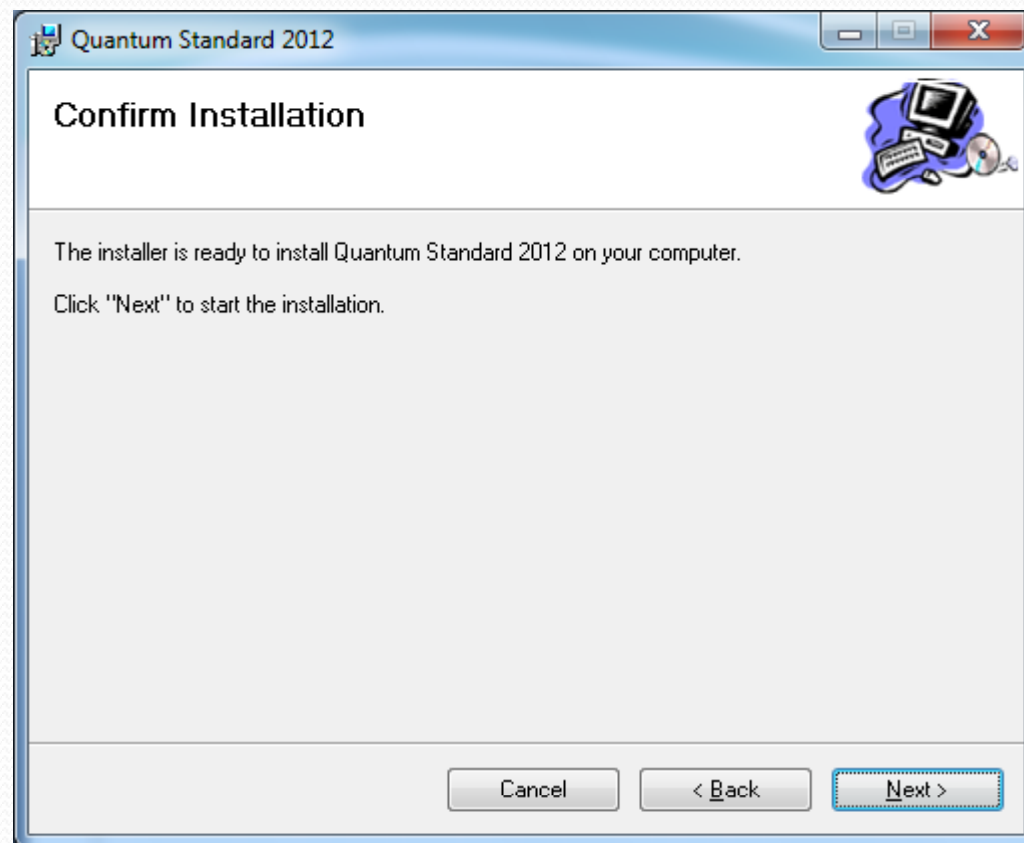 Quantum Standard 2012
Confirm Installation
The installer is ready to install Quantum Standard 2012 on your computer.
Click "Next" to start the installation.
Cancel
< Back
Next >